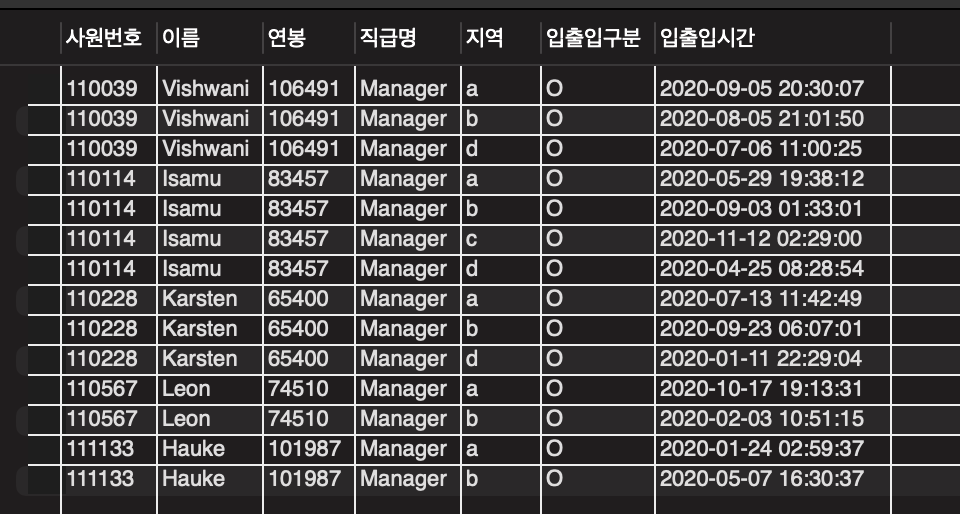 사원번호 이름 연봉 직급명 지역 입출입구분 입출입시간
110039 Vishwani 106491 Manager a O 2020-09-05 20:30:07
110039 Vishwani 106491 Manager b O 2020-08-05 21:01:50
110039 Vishwani 106491 Manager d O 2020-07-06 11:00:25
110114 Isamu 83457 Manager a O 2020-05-29 19:38:12
110114 Isamu 83457 Manager b O 2020-09-03 01:33:01
110114 Isamu 83457 Manager c O 2020-11-12 02:29:00
110114 Isamu 83457 Manager d O 2020-04-25 08:28:54
110228 Karsten 65400 Manager a O 2020-07-13 11:42:49
110228 Karsten 65400 Manager b O 2020-09-23 06:07:01
110228 Karsten 65400 Manager d O 2020-01-11 22:29:04
110567 Leon 74510 Manager a O 2020-10-17 19:13:31
110567 Leon 74510 Manager b O 2020-02-03 10:51:15
111133 Hauke 101987 Manager a O 2020-01-24 02:59:37
111133 Hauke 101987 Manager b O 2020-05-07 16:30:37